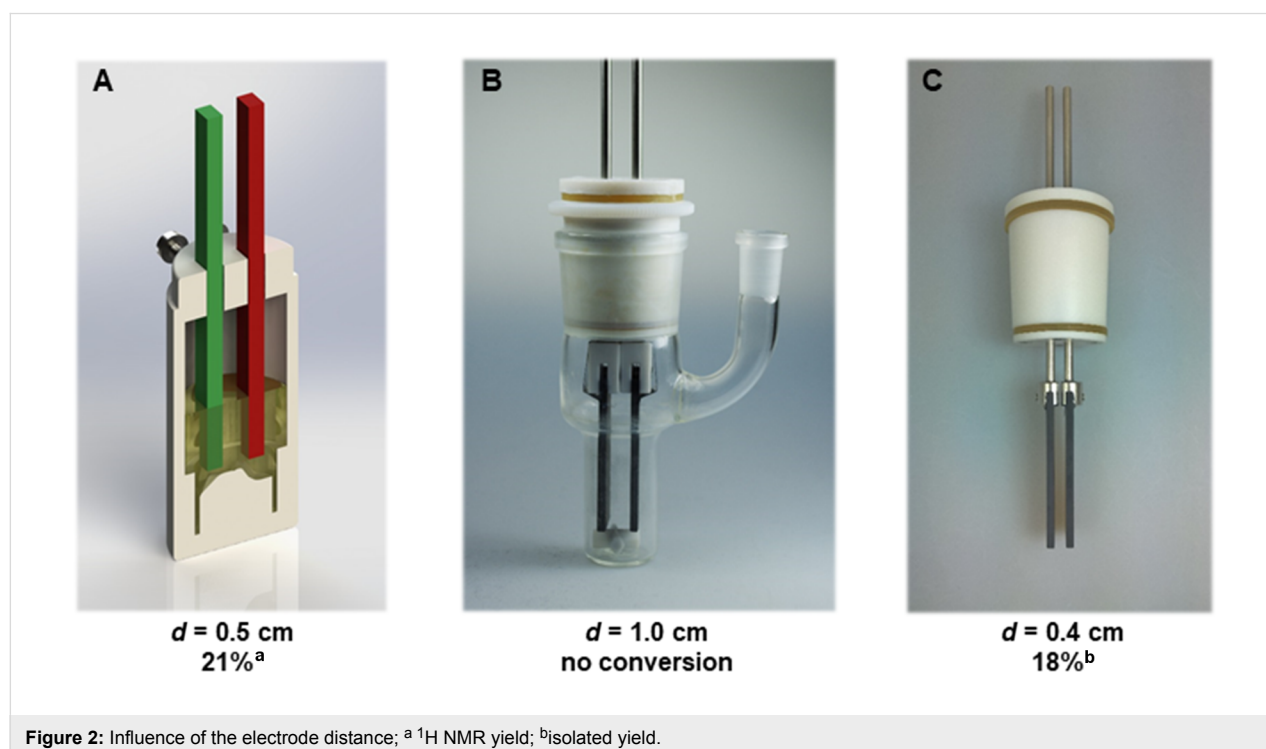 A
B
C
d = 0.5 cm
21%ᵃ
d = 1.0 cm
no conversion
d = 0.4 cm
18%ᵇ
Figure 2: Influence of the electrode distance; ᵃ ¹H NMR yield; ᵇisolated yield.